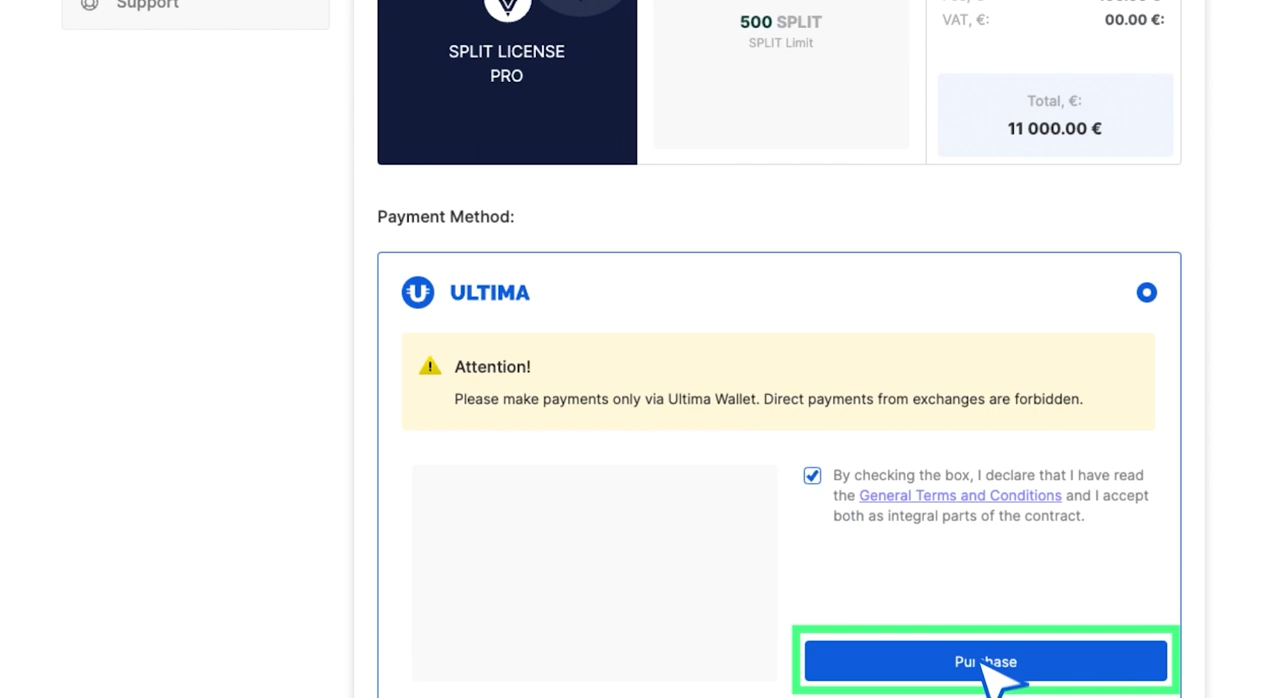 Support
SPLIT LICENSE
PRO
500 SPLIT
SPLIT Limit
VAT, €:
00.00 €:
Total, €:
11 000.00 €
Payment Method:
ULTIMA
Attention!
Please make payments only via Ultima Wallet. Direct payments from exchanges are forbidden.
By checking the box, I declare that I have read
the General Terms and Conditions and I accept
both as integral parts of the contract.
Purchase